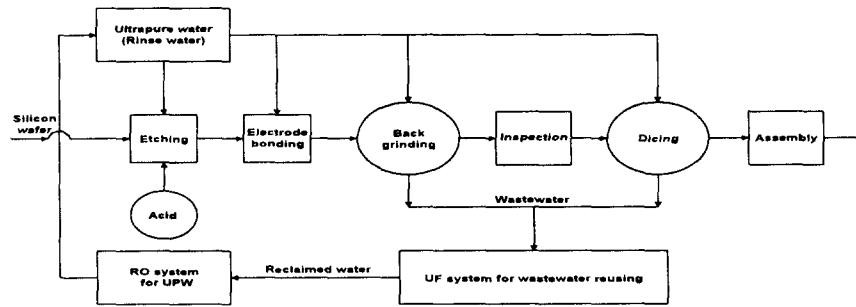 Ultrapure water
(Rinse water)
Silicon
wafer
Etching
Electrode
bonding
Back
grinding
Inspection
Dicing
Assembly
Acid
Wastewater
RO system
for UPW
Reclaimed water
UF system for wastewater reusing